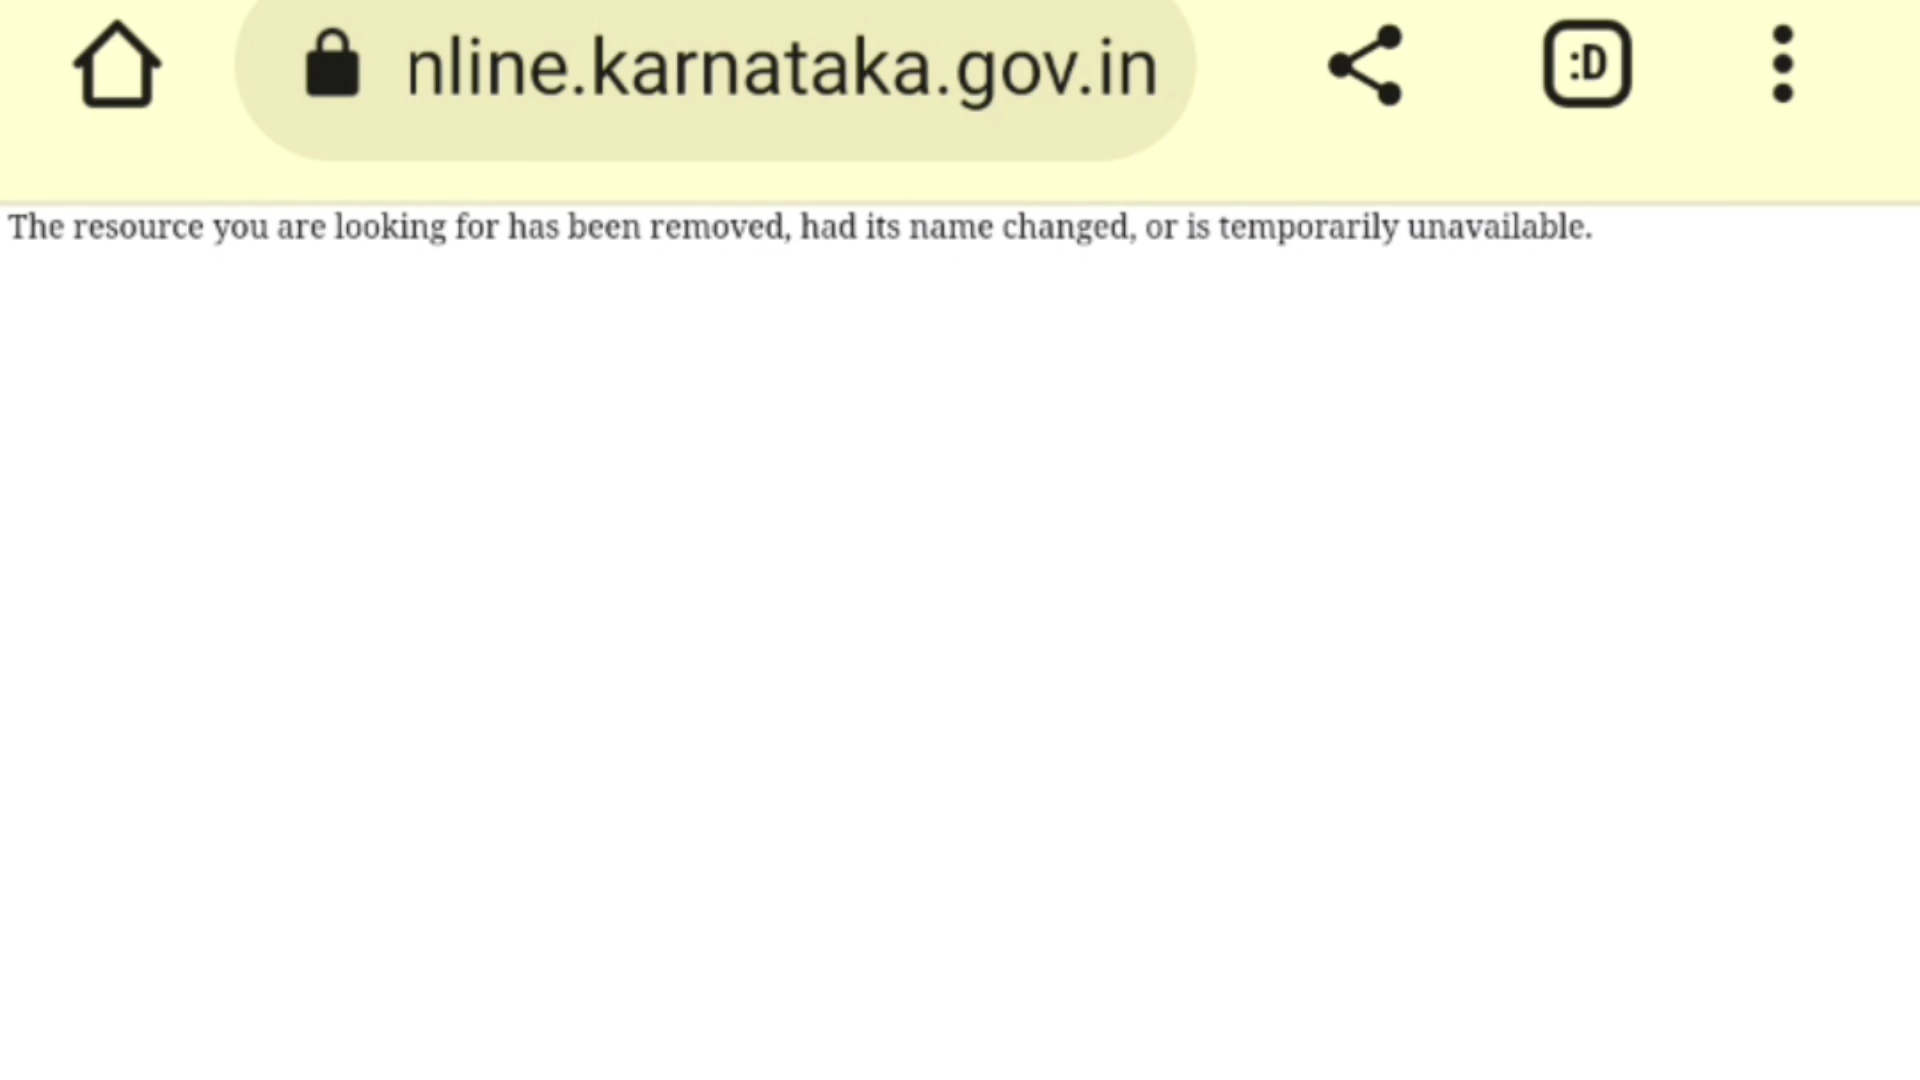 nline.karnataka.gov.in
:D
The resource you are looking for has been removed, had its name changed, or is temporarily unavailable.